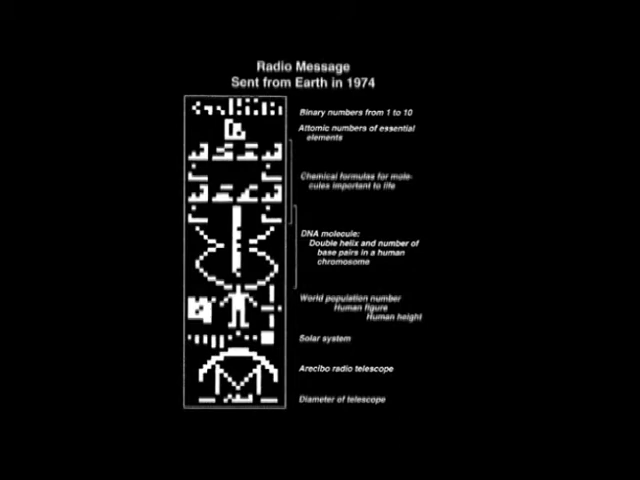 Radio Message
Sent from Earth in 1974
Binary numbers from 1 to 10
Attomic numbers of essential
elements
Chemical formulas for mole-
cules important to life
DNA molecule:
Double helix and number of
base pairs in a human
chromosome
World population number
Human figure
Human height
Solar system
Arecibo radio telescope
Diameter of telescope